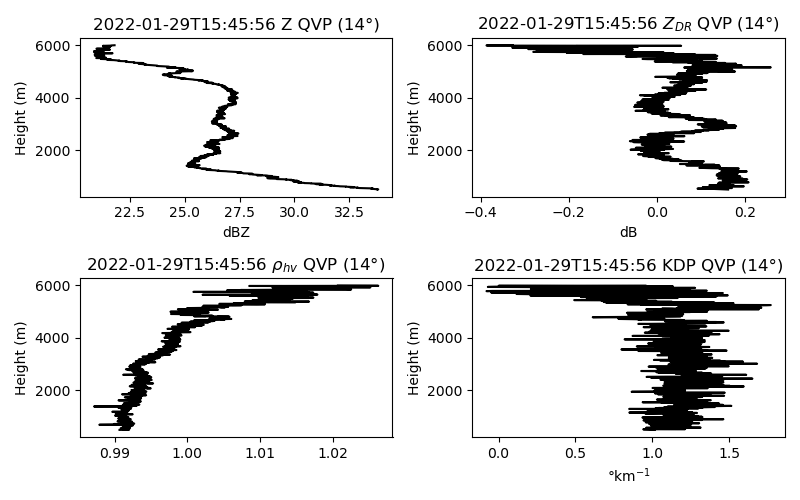 2022-01-29T15:45:56 Z QVP (14°)
6000
4000
2000
Height (m)
22.5 25.0 27.5 30.0 32.5
dBZ
2022-01-29T15:45:56 Z_DR QVP (14°)
6000
4000
2000
Height (m)
−0.4 −0.2 0.0 0.2
dB
2022-01-29T15:45:56 ρ_hv QVP (14°)
6000
4000
2000
Height (m)
0.99 1.00 1.01 1.02
2022-01-29T15:45:56 KDP QVP (14°)
6000
4000
2000
Height (m)
0.0 0.5 1.0 1.5
°km⁻¹